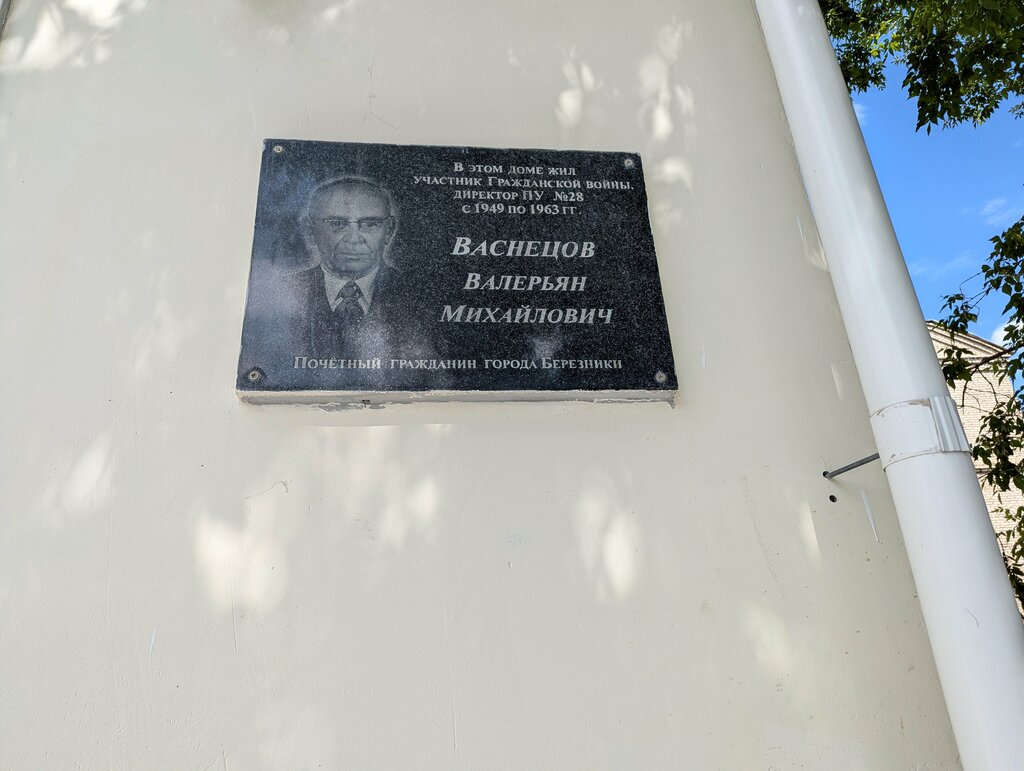 В этом доме жил
участник Гражданской войны,
директор ПУ №28
с 1949 по 1963 гг.
Васнецов
Валерьян
Михайлович
Почётный гражданин города Березники